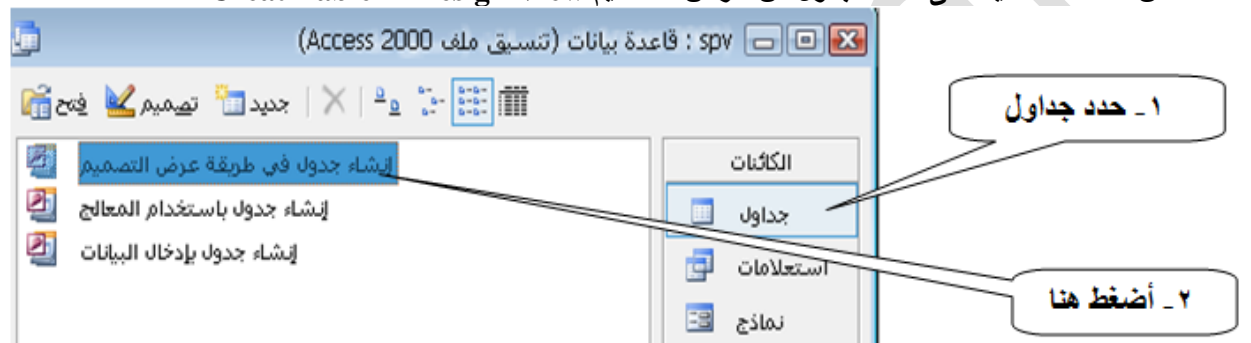 spv : قاعدة بيانات (تنسيق ملف Access 2000)
فتح تصميم جديد
١ ـ حدد جداول
الكائنات
إنشاء جدول في طريقة عرض التصميم
جداول
إنشاء جدول باستخدام المعالج
استعلامات
إنشاء جدول بإدخال البيانات
٢ ـ أضغط هنا
نماذج